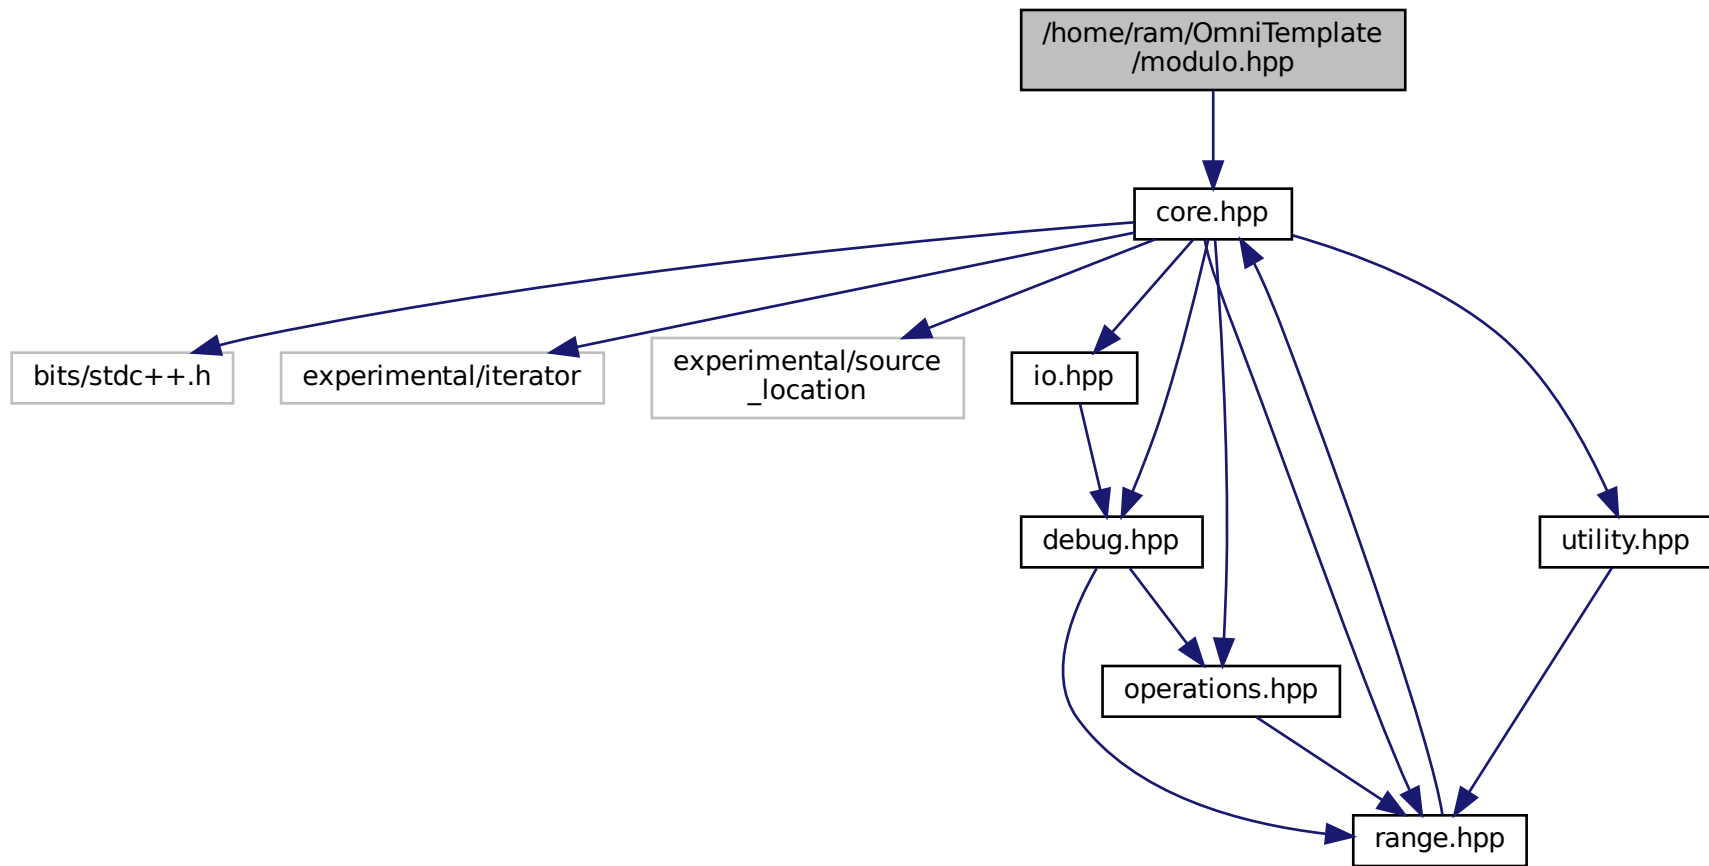 /home/ram/OmniTemplate
/modulo.hpp
core.hpp
bits/stdc++.h
experimental/iterator
experimental/source
_location
io.hpp
debug.hpp
utility.hpp
operations.hpp
range.hpp